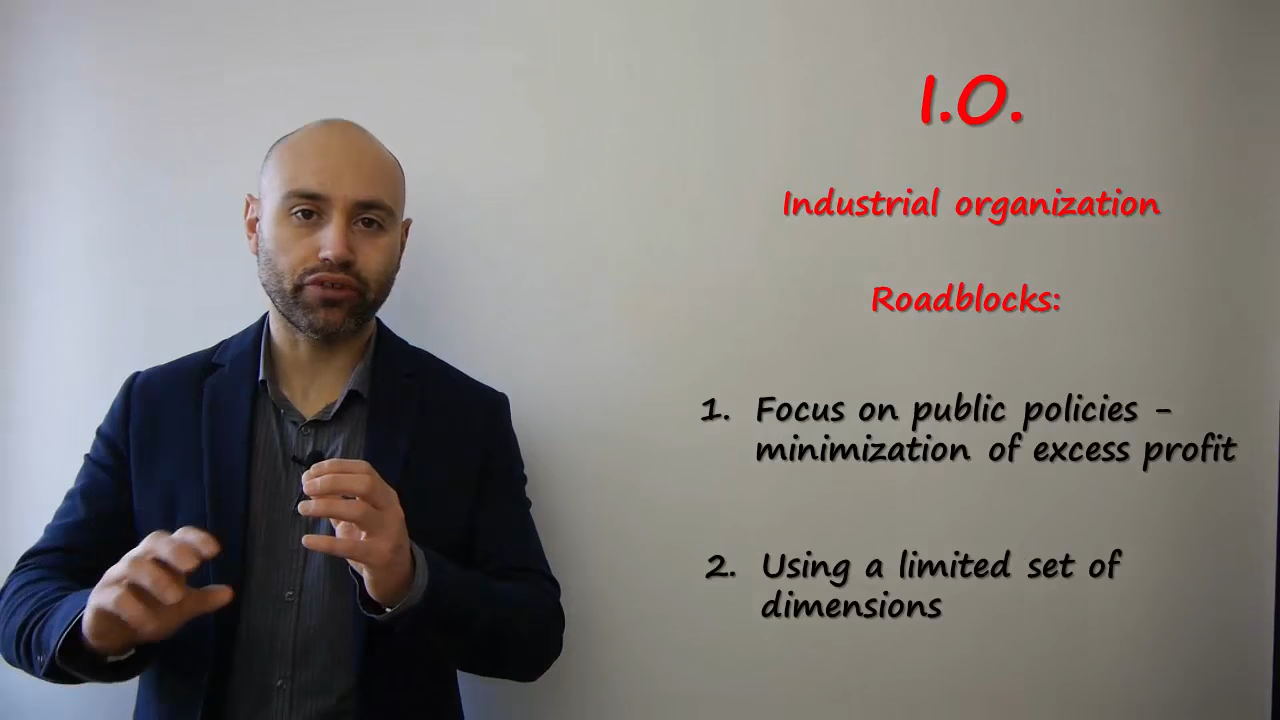 I.O.
Industrial organization
Roadblocks:
1. Focus on public policies -
minimization of excess profit
2. Using a limited set of
dimensions